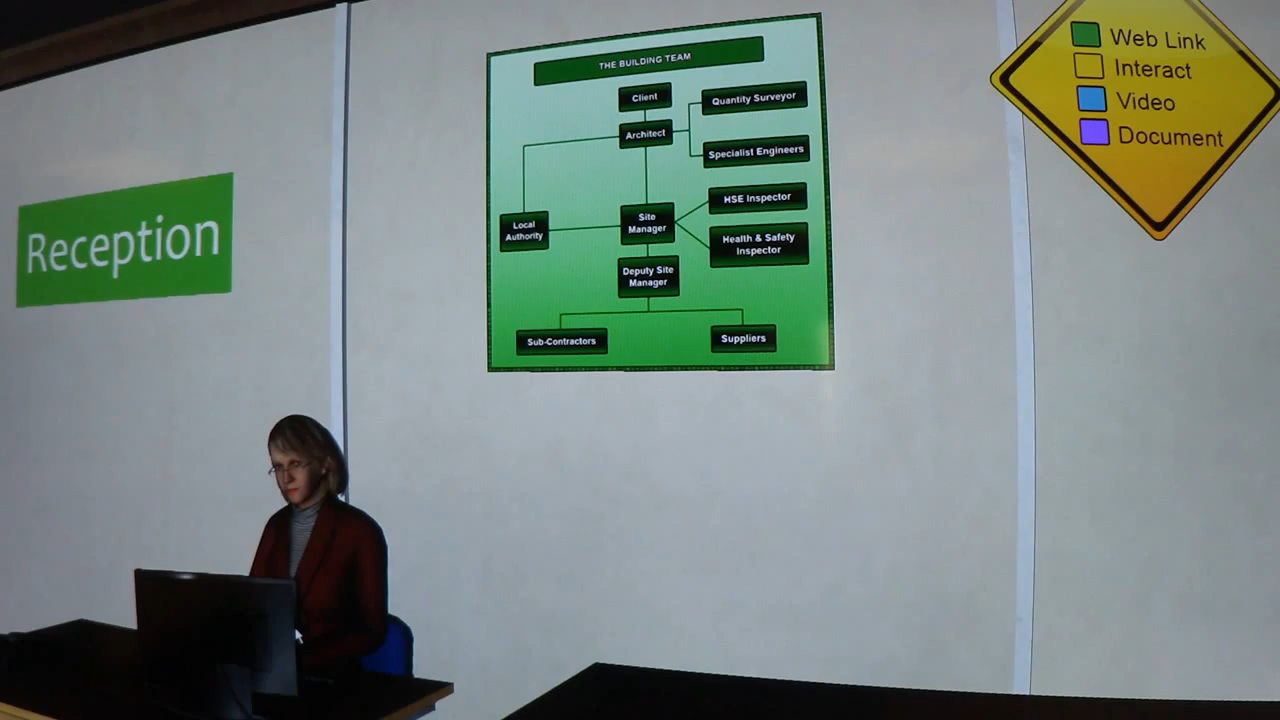 Reception
THE BUILDING TEAM
Client
Quantity Surveyor
Architect
Specialist Engineers
HSE Inspector
Local
Authority
Site
Manager
Health & Safety
Inspector
Deputy Site
Manager
Sub-Contractors
Suppliers
Web Link
Interact
Video
Document